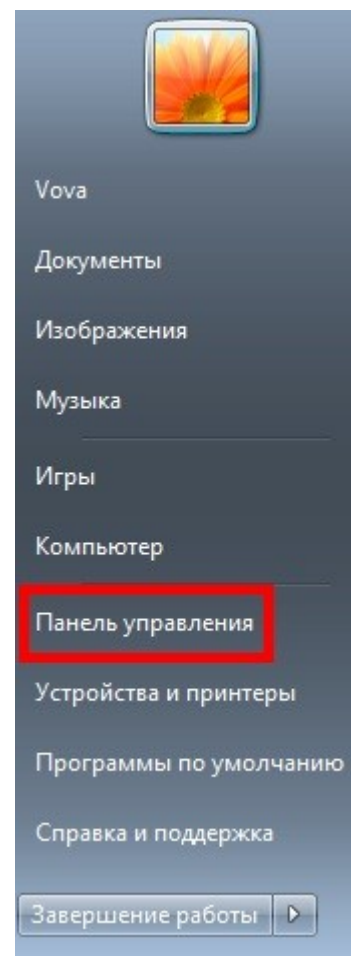 Vova
Документы
Изображения
Музыка
Игры
Компьютер
Панель управления
Устройства и принтеры
Программы по умолчанию
Справка и поддержка
Завершение работы